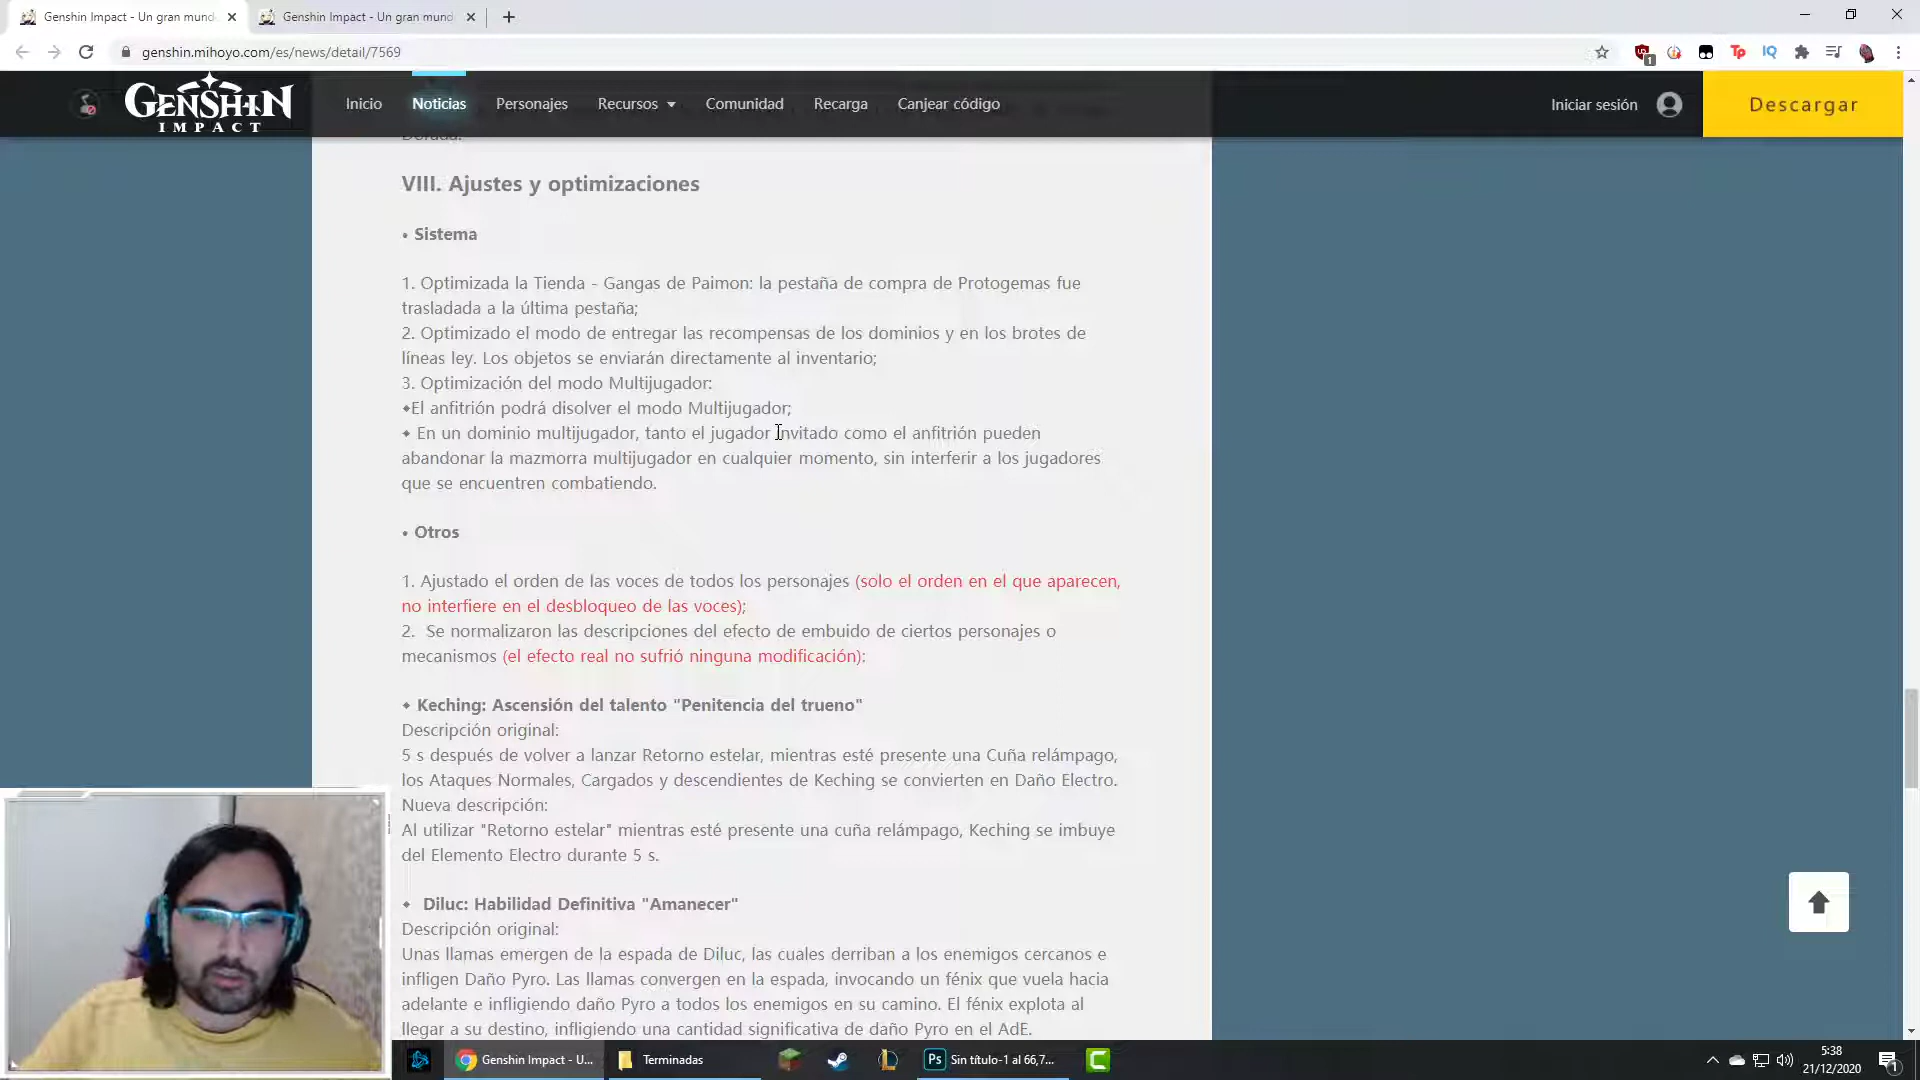 Genshin Impact - Un gran mund
Genshin Impact - Un gran mund
genshin.mihoyo.com/es/news/detail/7569
1
Tp
IQ
GENSHIN
IMPACT
Inicio
Noticias
Personajes
Recursos
Comunidad
Recarga
Canjear código
Iniciar sesión
Descargar
Dorada.
VIII. Ajustes y optimizaciones
• Sistema
1. Optimizada la Tienda - Gangas de Paimon: la pestaña de compra de Protogemas fue
trasladada a la última pestaña;
2. Optimizado el modo de entregar las recompensas de los dominios y en los brotes de
líneas ley. Los objetos se enviarán directamente al inventario;
3. Optimización del modo Multijugador:
◆El anfitrión podrá disolver el modo Multijugador;
◆ En un dominio multijugador, tanto el jugador invitado como el anfitrión pueden
abandonar la mazmorra multijugador en cualquier momento, sin interferir a los jugadores
que se encuentren combatiendo.
• Otros
1. Ajustado el orden de las voces de todos los personajes (solo el orden en el que aparecen,
no interfiere en el desbloqueo de las voces);
2. Se normalizaron las descripciones del efecto de embuido de ciertos personajes o
mecanismos (el efecto real no sufrió ninguna modificación):
◆ Keching: Ascensión del talento "Penitencia del trueno"
Descripción original:
5 s después de volver a lanzar Retorno estelar, mientras esté presente una Cuña relámpago,
los Ataques Normales, Cargados y descendientes de Keching se convierten en Daño Electro.
Nueva descripción:
Al utilizar "Retorno estelar" mientras esté presente una cuña relámpago, Keching se imbuye
del Elemento Electro durante 5 s.
◆ Diluc: Habilidad Definitiva "Amanecer"
Descripción original:
Unas llamas emergen de la espada de Diluc, las cuales derriban a los enemigos cercanos e
infligen Daño Pyro. Las llamas convergen en la espada, invocando un fénix que vuela hacia
adelante e infligiendo daño Pyro a todos los enemigos en su camino. El fénix explota al
llegar a su destino, infligiendo una cantidad significativa de daño Pyro en el AdE.
Genshin Impact - U...
Terminadas
Ps
Sin título-1 al 66,7...
5:38
21/12/2020
1